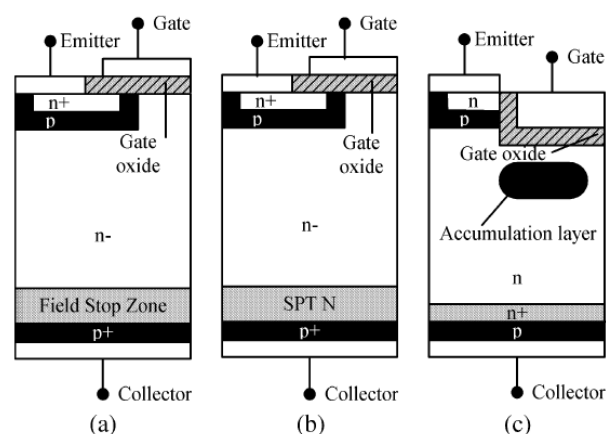 Gate
Emitter
n+
p
Gate
oxide
n-
Field Stop Zone
p+
Collector
(a)
Gate
Emitter
n+
p
Gate
oxide
n-
SPT N
p+
Collector
(b)
Emitter
Gate
n
p
Gate oxide
Accumulation layer
n
n+
p
Collector
(c)